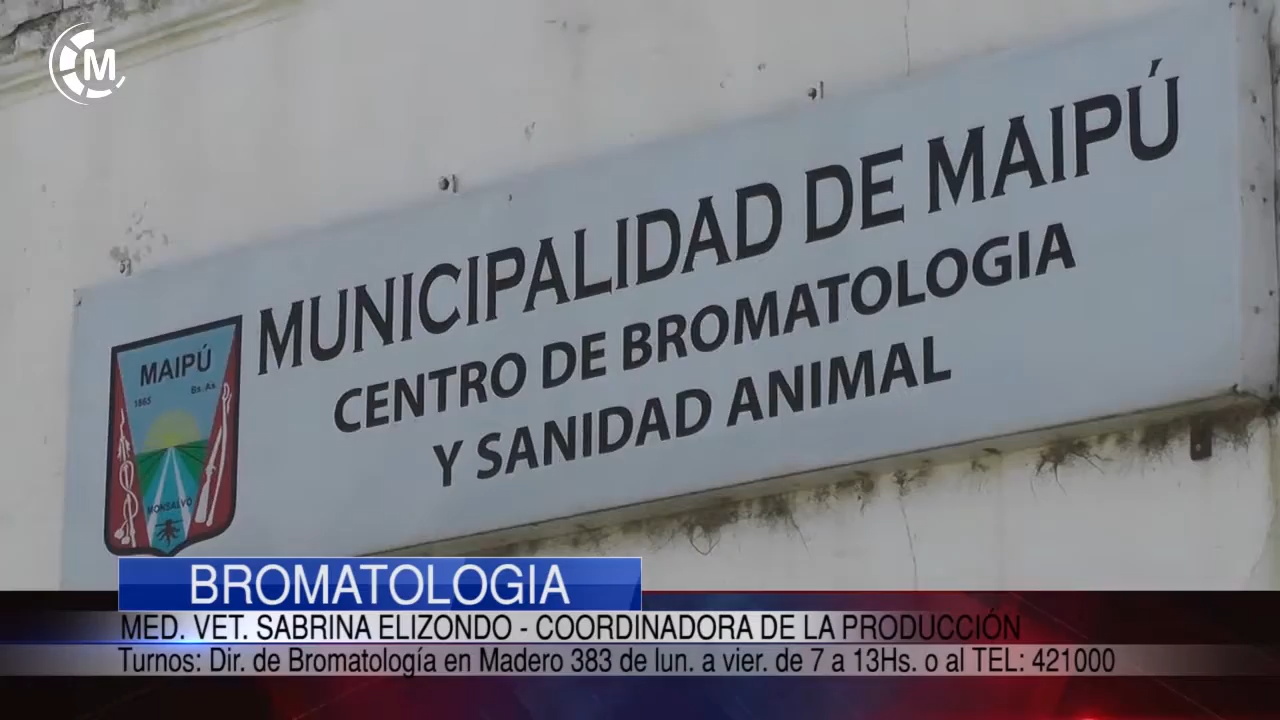 M
MUNICIPALIDAD DE MAIPÚ
CENTRO DE BROMATOLOGIA
Y SANIDAD ANIMAL
MAIPÚ
Bs. As.
1865
MONSALVO
BROMATOLOGIA
MED. VET. SABRINA ELIZONDO - COORDINADORA DE LA PRODUCCIÓN
Turnos: Dir. de Bromatología en Madero 383 de lun. a vier. de 7 a 13Hs. o al TEL: 421000